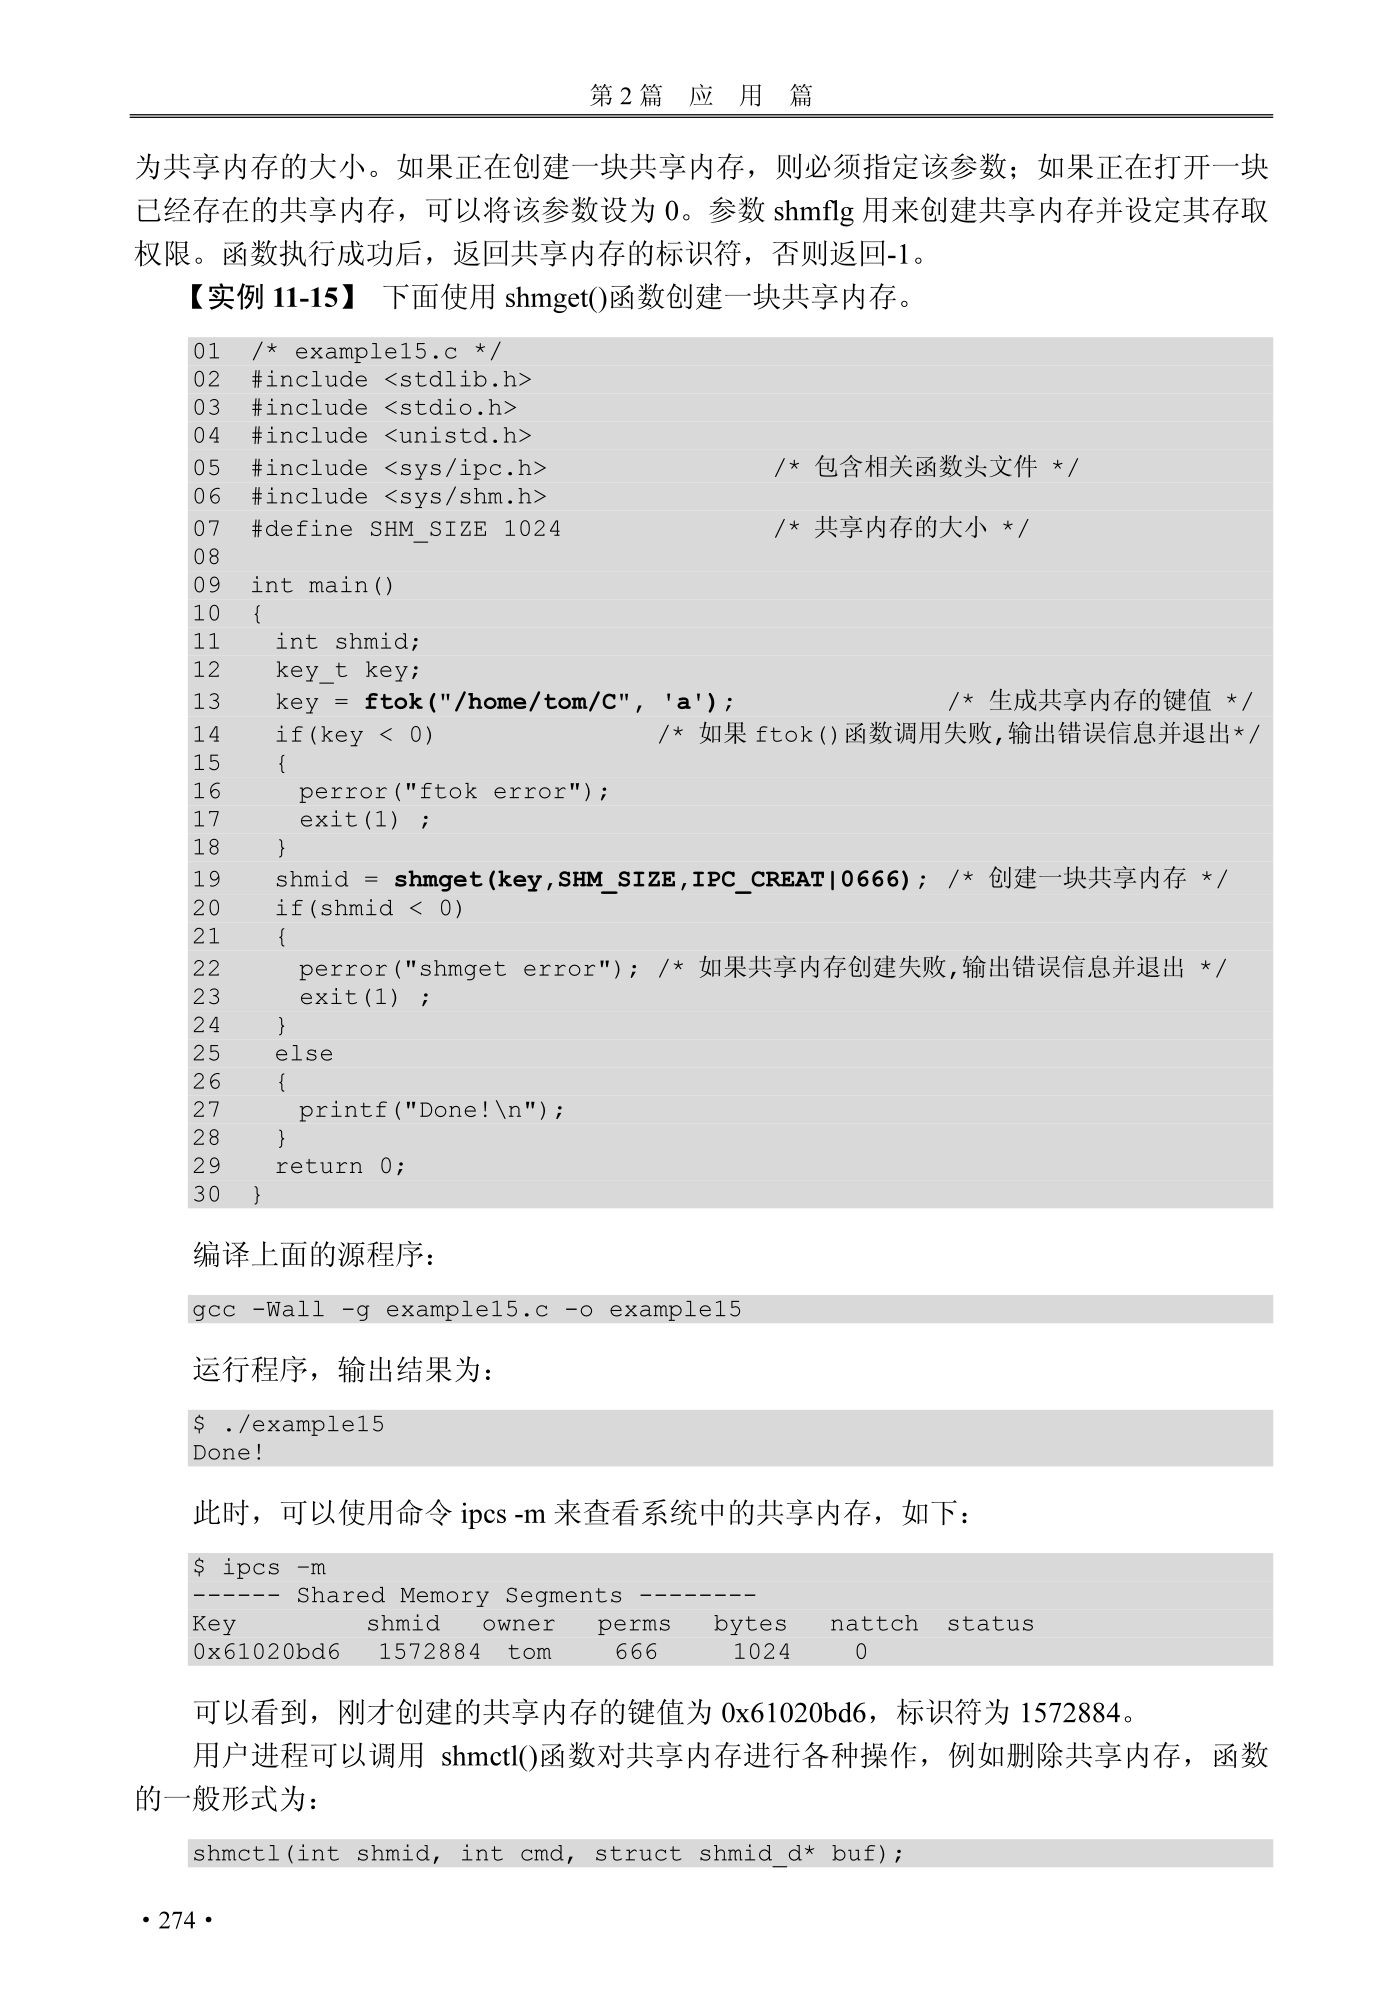 第 2 篇　应　用　篇
为共享内存的大小。如果正在创建一块共享内存，则必须指定该参数；如果正在打开一块
已经存在的共享内存，可以将该参数设为 0。参数 shmflg 用来创建共享内存并设定其存取
权限。函数执行成功后，返回共享内存的标识符，否则返回-1。
【实例 11-15】 下面使用 shmget()函数创建一块共享内存。
01  /* example15.c */
02  #include <stdlib.h>
03  #include <stdio.h>
04  #include <unistd.h>
05  #include <sys/ipc.h>                /* 包含相关函数头文件 */
06  #include <sys/shm.h>
07  #define SHM_SIZE 1024               /* 共享内存的大小 */
08
09  int main()
10  {
11    int shmid;
12    key_t key;
13    key = ftok("/home/tom/C", 'a');               /* 生成共享内存的键值 */
14    if(key < 0)               /* 如果 ftok()函数调用失败,输出错误信息并退出*/
15    {
16      perror("ftok error");
17      exit(1) ;
18    }
19    shmid = shmget(key,SHM_SIZE,IPC_CREAT|0666); /* 创建一块共享内存 */
20    if(shmid < 0)
21    {
22      perror("shmget error"); /* 如果共享内存创建失败,输出错误信息并退出 */
23      exit(1) ;
24    }
25    else
26    {
27      printf("Done!\n");
28    }
29    return 0;
30  }
编译上面的源程序：
gcc -Wall -g example15.c -o example15
运行程序，输出结果为：
$ ./example15
Done!
此时，可以使用命令 ipcs -m 来查看系统中的共享内存，如下：
$ ipcs –m
------ Shared Memory Segments --------
Key         shmid   owner   perms   bytes   nattch  status
0x61020bd6   1572884  tom    666     1024    0
可以看到，刚才创建的共享内存的键值为 0x61020bd6，标识符为 1572884。
用户进程可以调用 shmctl()函数对共享内存进行各种操作，例如删除共享内存，函数
的一般形式为：
shmctl(int shmid, int cmd, struct shmid_d* buf);
·274·